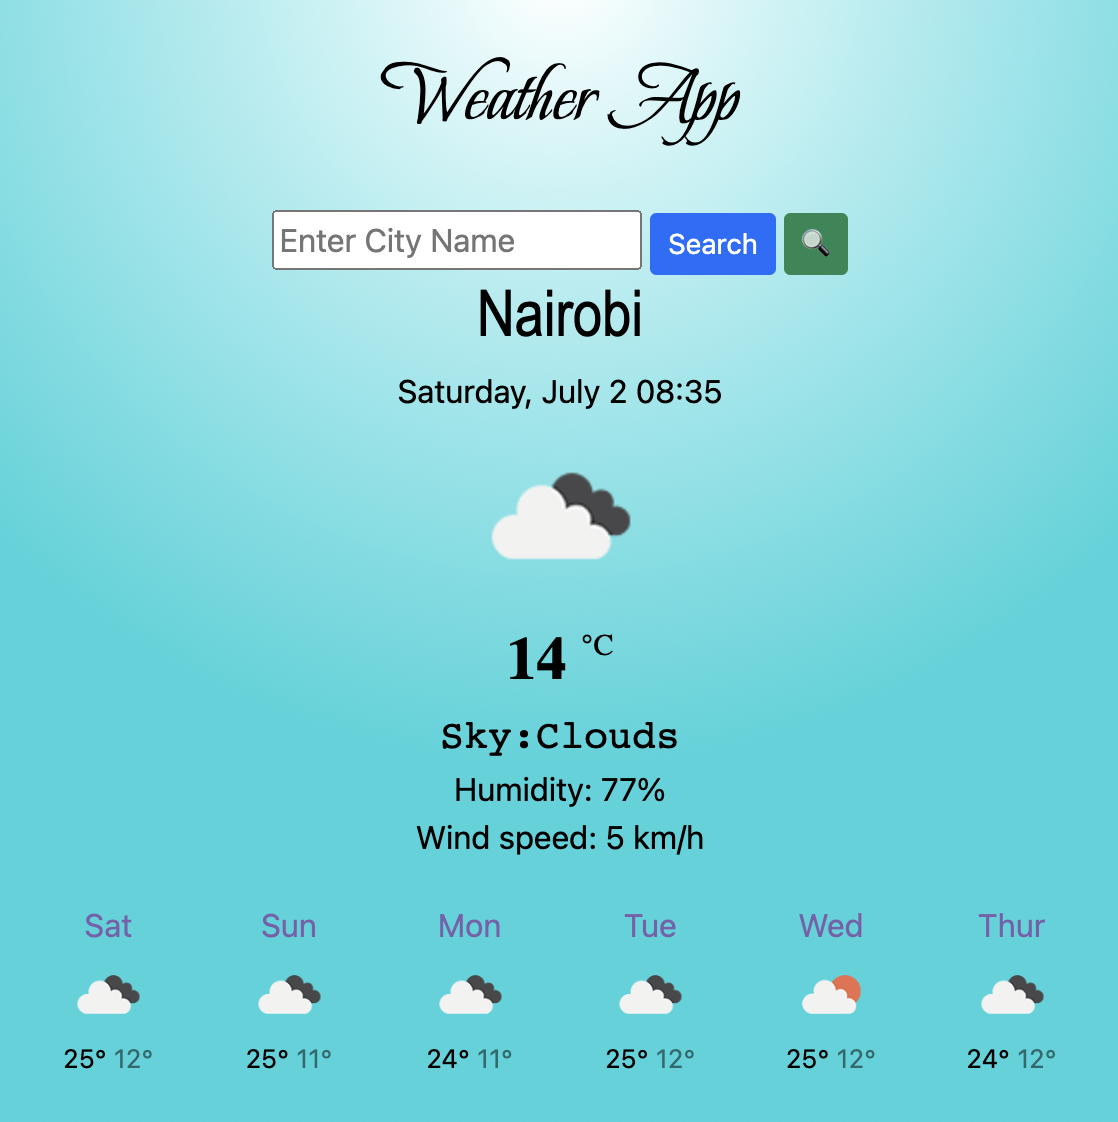 Weather App
Enter City Name Search
Nairobi
Saturday, July 2 08:35
14 °C
Sky:Clouds
Humidity: 77%
Wind speed: 5 km/h
Sat Sun Mon Tue Wed Thur
25° 12° 25° 11° 24° 11° 25° 12° 25° 12° 24° 12°